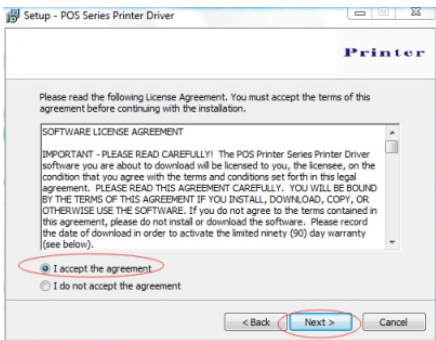 Setup - POS Series Printer Driver
Printer
Please read the following License Agreement. You must accept the terms of this
agreement before continuing with the installation.
SOFTWARE LICENSE AGREEMENT
IMPORTANT - PLEASE READ CAREFULLY! The POS Printer Series Printer Driver
software you are about to download will be licensed to you, the licensee, on the
condition that you agree with the terms and conditions set forth in this legal
agreement. PLEASE READ THIS AGREEMENT CAREFULLY. YOU WILL BE BOUND
BY THE TERMS OF THIS AGREEMENT IF YOU INSTALL, DOWNLOAD, COPY, OR
OTHERWISE USE THE SOFTWARE. If you do not agree to the terms contained in
this agreement, please do not install or download the software. Please record
the date of download in order to activate the limited ninety (90) day warranty
(see below).
I accept the agreement
I do not accept the agreement
< Back Next > Cancel